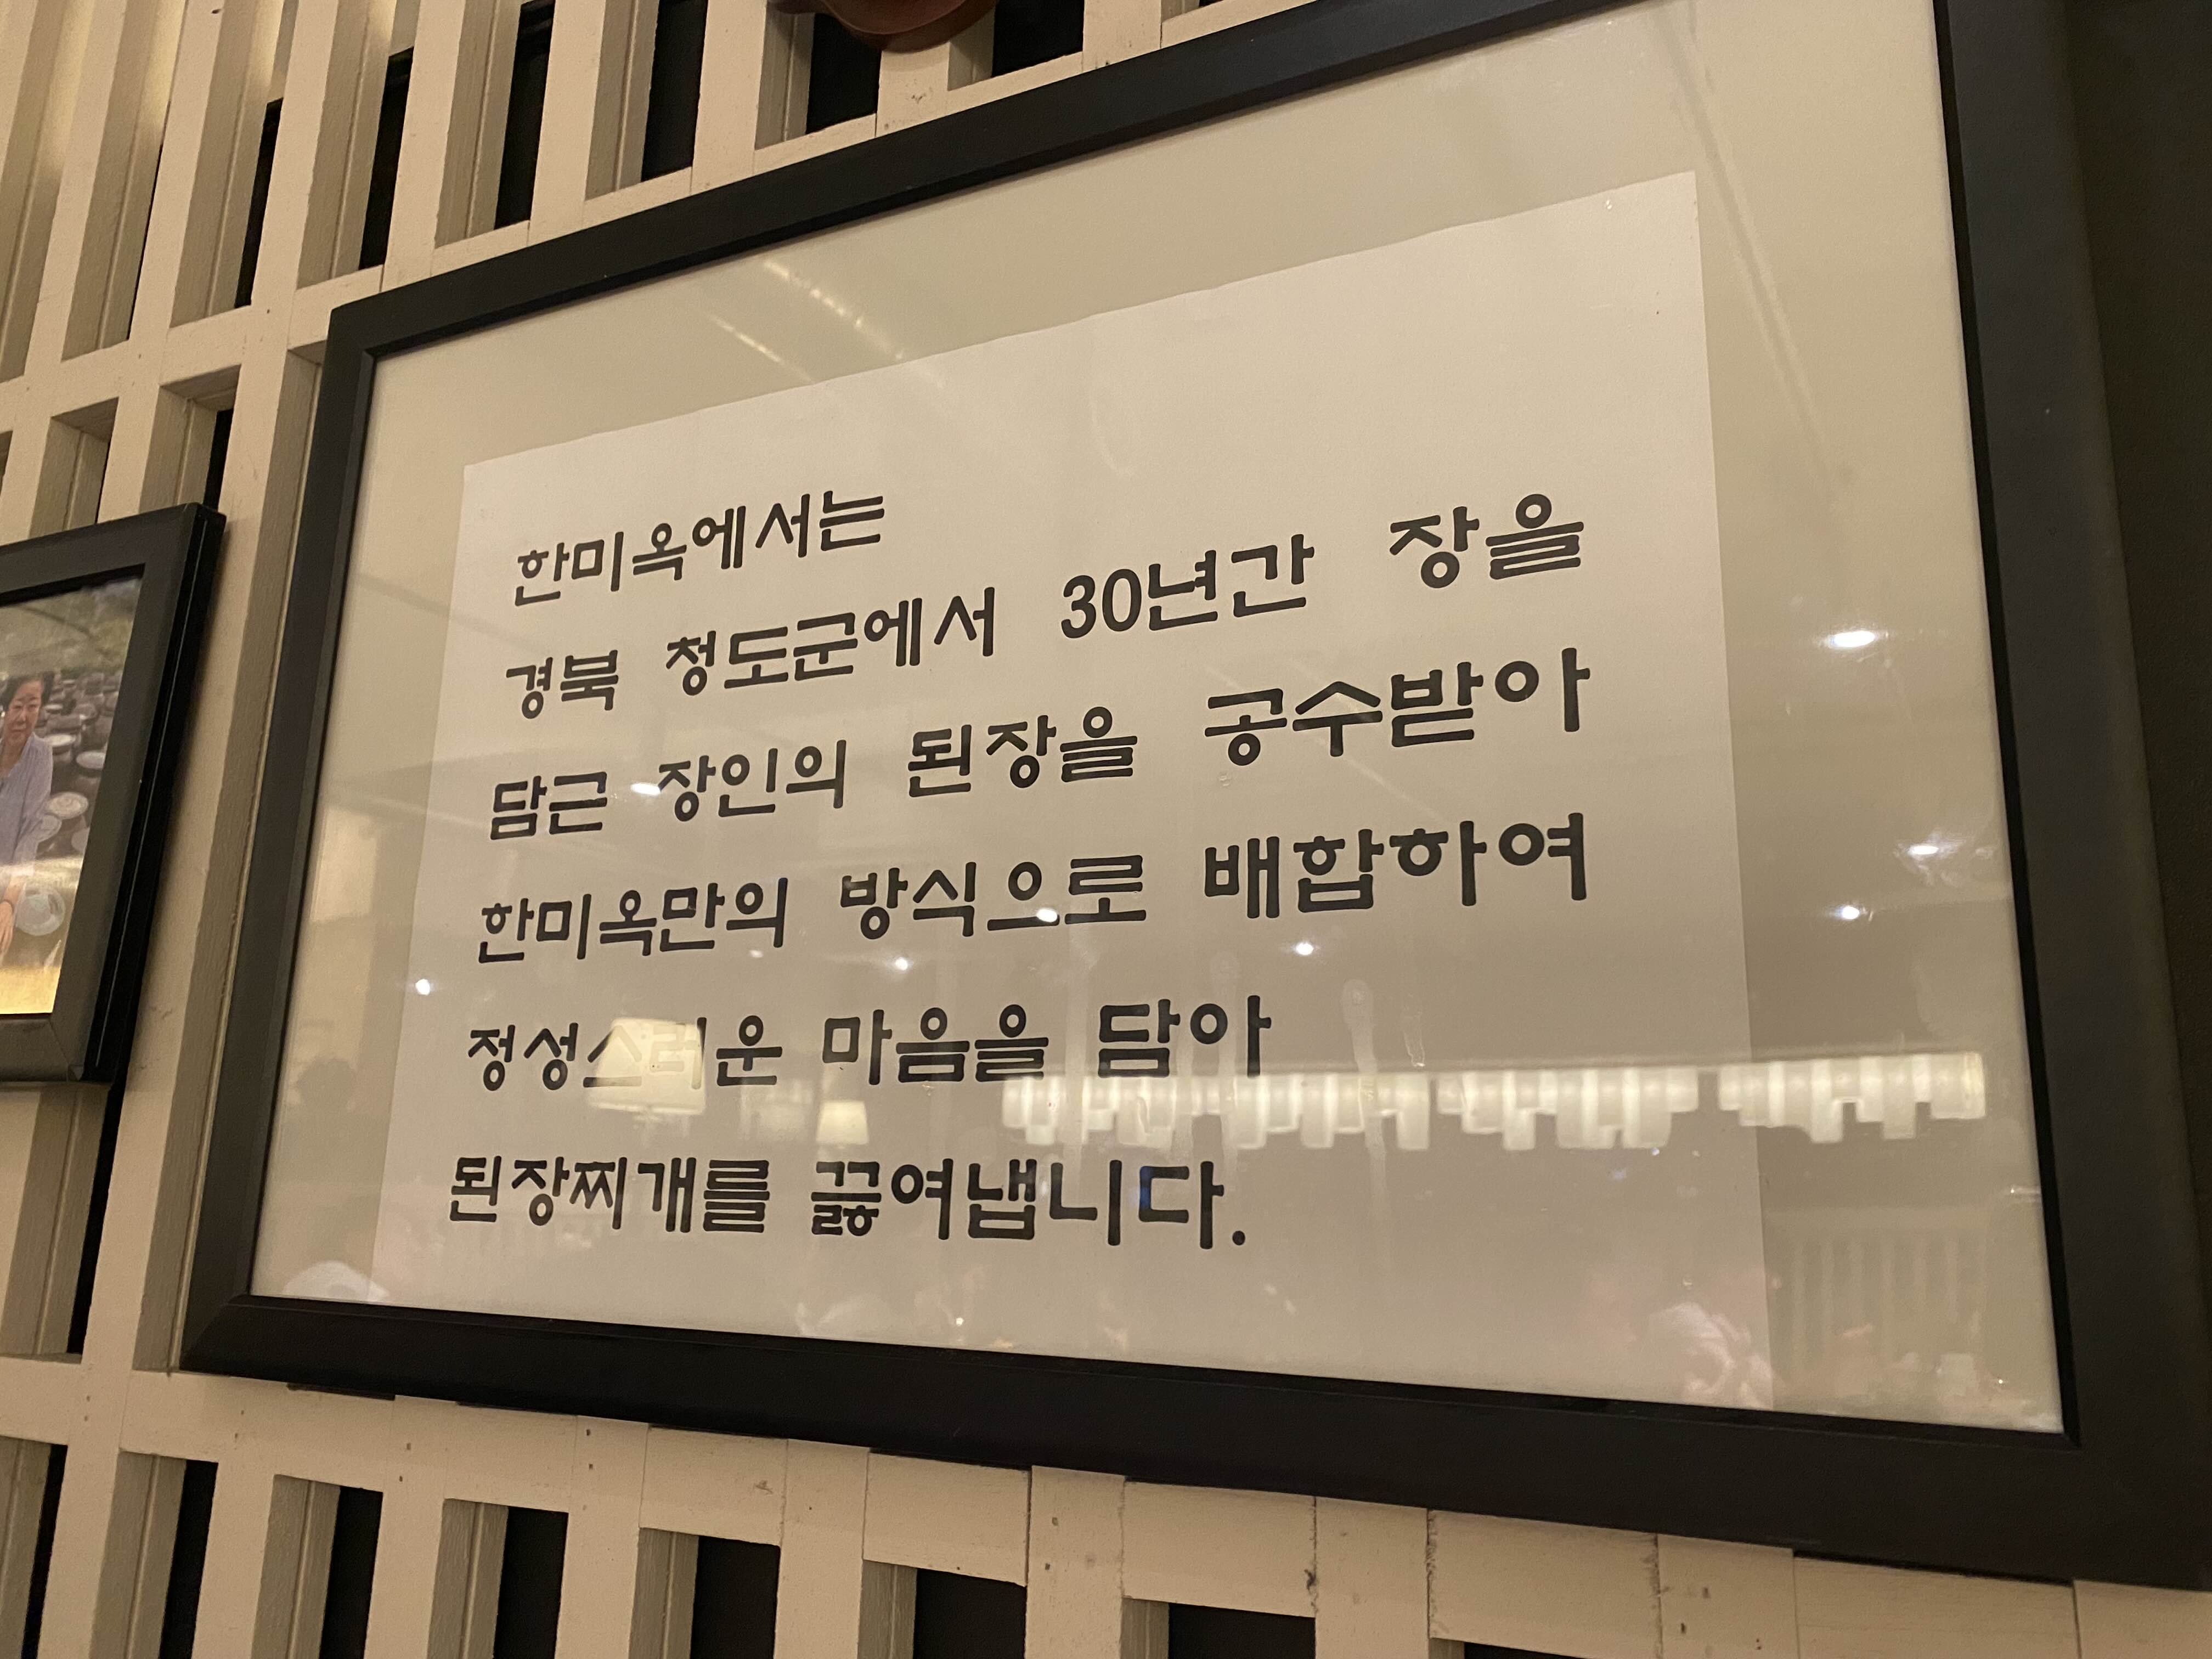 한미옥에서는
경북 청도군에서 30년간 장을
담근 장인의 된장을 공수받아
한미옥만의 방식으로 배합하여
정성스러운 마음을 담아
된장찌개를 끓여냅니다.